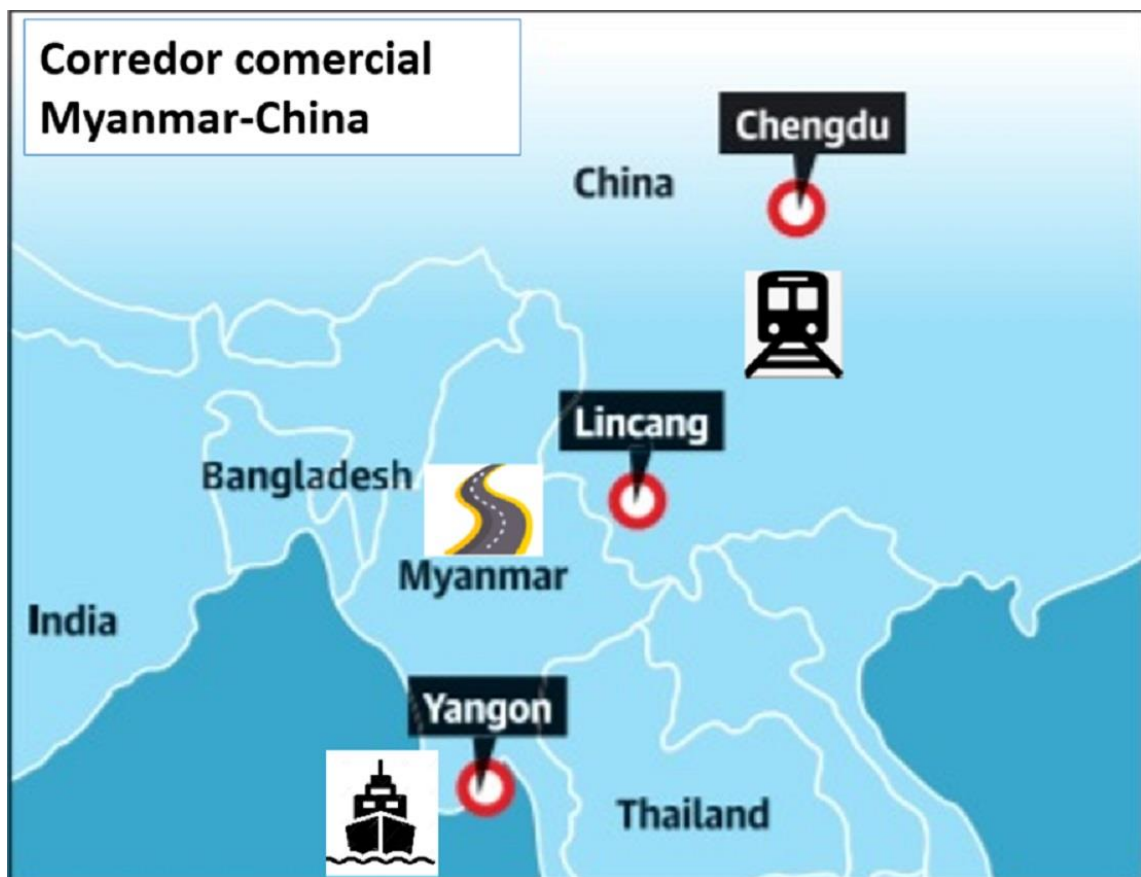 Corredor comercial
Myanmar-China
Chengdu
China
Lincang
Bangladesh
Myanmar
India
Yangon
Thailand